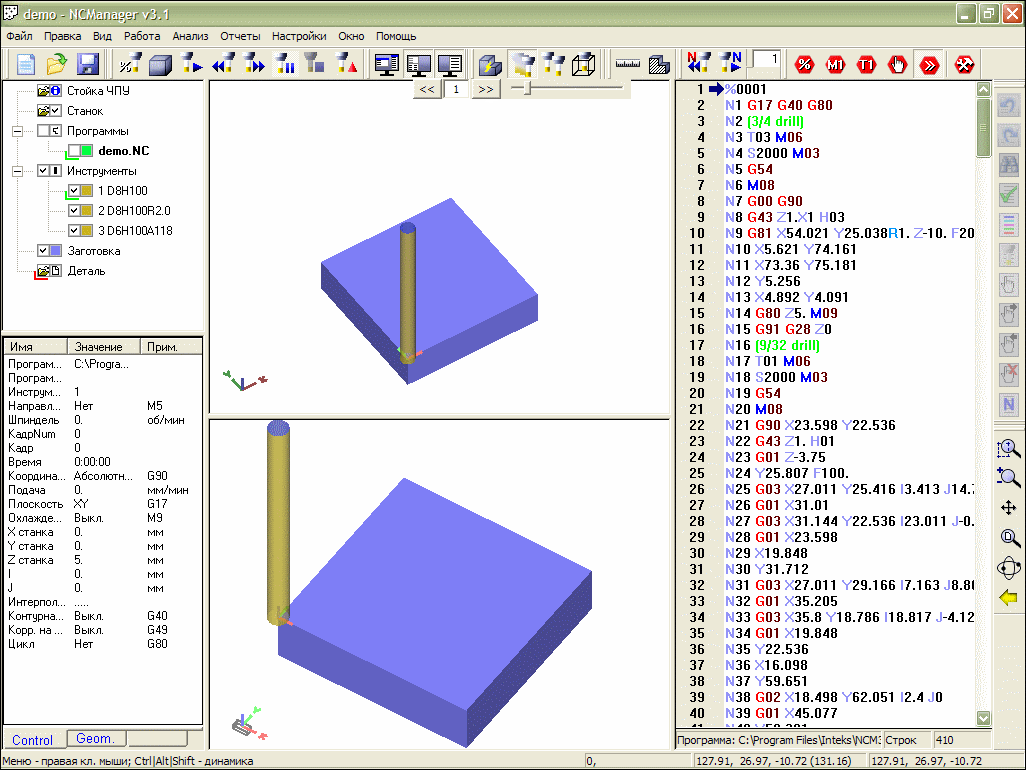 demo - NCManager v3.1
Файл Правка Вид Работа Анализ Отчеты Настройки Окно Помощь
N N 1 % M1 T1
<< 1 >>
Стойка ЧПУ
Станок
Программы
demo.NC
Инструменты
1 D8H100
2 D8H100R2.0
3 D6H100A118
Заготовка
Деталь
Имя Значение Прим.
Програм... C:\Progra...
Програм...
Инструм... 1
Направл... Нет M5
Шпиндель 0. об/мин
КадрNum 0
Кадр 0
Время 0:00:00
Координа... Абсолютн... G90
Подача 0. мм/мин
Плоскость XY G17
Охлажде... Выкл. M9
X станка 0. мм
Y станка 0. мм
Z станка 5. мм
I 0. мм
J 0. мм
Интерпол... .....
Контурна... Выкл. G40
Корр. на ... Выкл. G49
Цикл Нет G80
Control Geom.
1 %0001
2 N1 G17 G40 G80
3 N2 (3/4 drill)
4 N3 T03 M06
5 N4 S2000 M03
6 N5 G54
7 N6 M08
8 N7 G00 G90
9 N8 G43 Z1.X1 H03
10 N9 G81 X54.021 Y25.038R1. Z-10. F20
11 N10 X5.621 Y74.161
12 N11 X73.36 Y75.181
13 N12 Y5.256
14 N13 X4.892 Y4.091
15 N14 G80 Z5. M09
16 N15 G91 G28 Z0
17 N16 (9/32 drill)
18 N17 T01 M06
19 N18 S2000 M03
20 N19 G54
21 N20 M08
22 N21 G90 X23.598 Y22.536
23 N22 G43 Z1. H01
24 N23 G01 Z-3.75
25 N24 Y25.807 F100.
26 N25 G03 X27.011 Y25.416 I3.413 J14.
27 N26 G01 X31.01
28 N27 G03 X31.144 Y22.536 I23.011 J-0.
29 N28 G01 X23.598
30 N29 X19.848
31 N30 Y31.712
32 N31 G03 X27.011 Y29.166 I7.163 J8.8
33 N32 G01 X35.205
34 N33 G03 X35.8 Y18.786 I18.817 J-4.12
35 N34 G01 X19.848
36 N35 Y22.536
37 N36 X16.098
38 N37 Y59.651
39 N38 G02 X18.498 Y62.051 I2.4 J0
40 N39 G01 X45.077
Программа: C:\Program Files\Inteks\NCM Строк 410
Меню - правая кл. мыши; Ctrl|Alt|Shift - динамика 0, 127.91, 26.97, -10.72 (131.16) 127.91, 26.97, -10.72